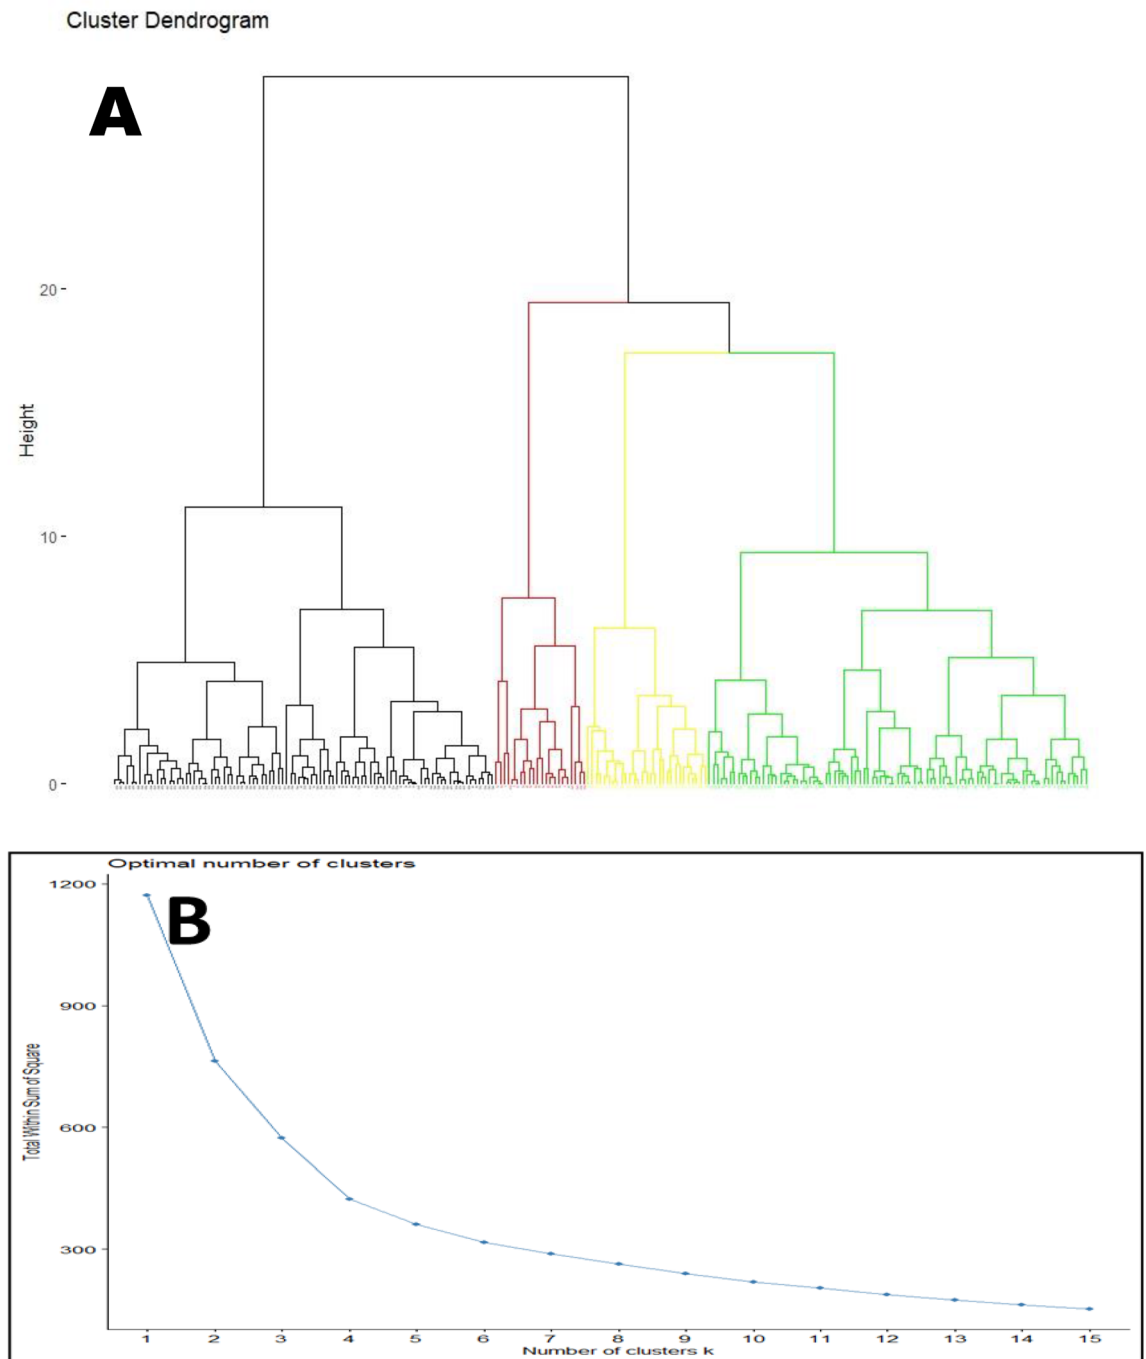 Cluster Dendrogram
A
20
Height
10
0
Optimal number of clusters
1200
B
900
Total Within Sum of Square
600
300
1 2 3 4 5 6 7 8 9 10 11 12 13 14 15
Number of clusters k